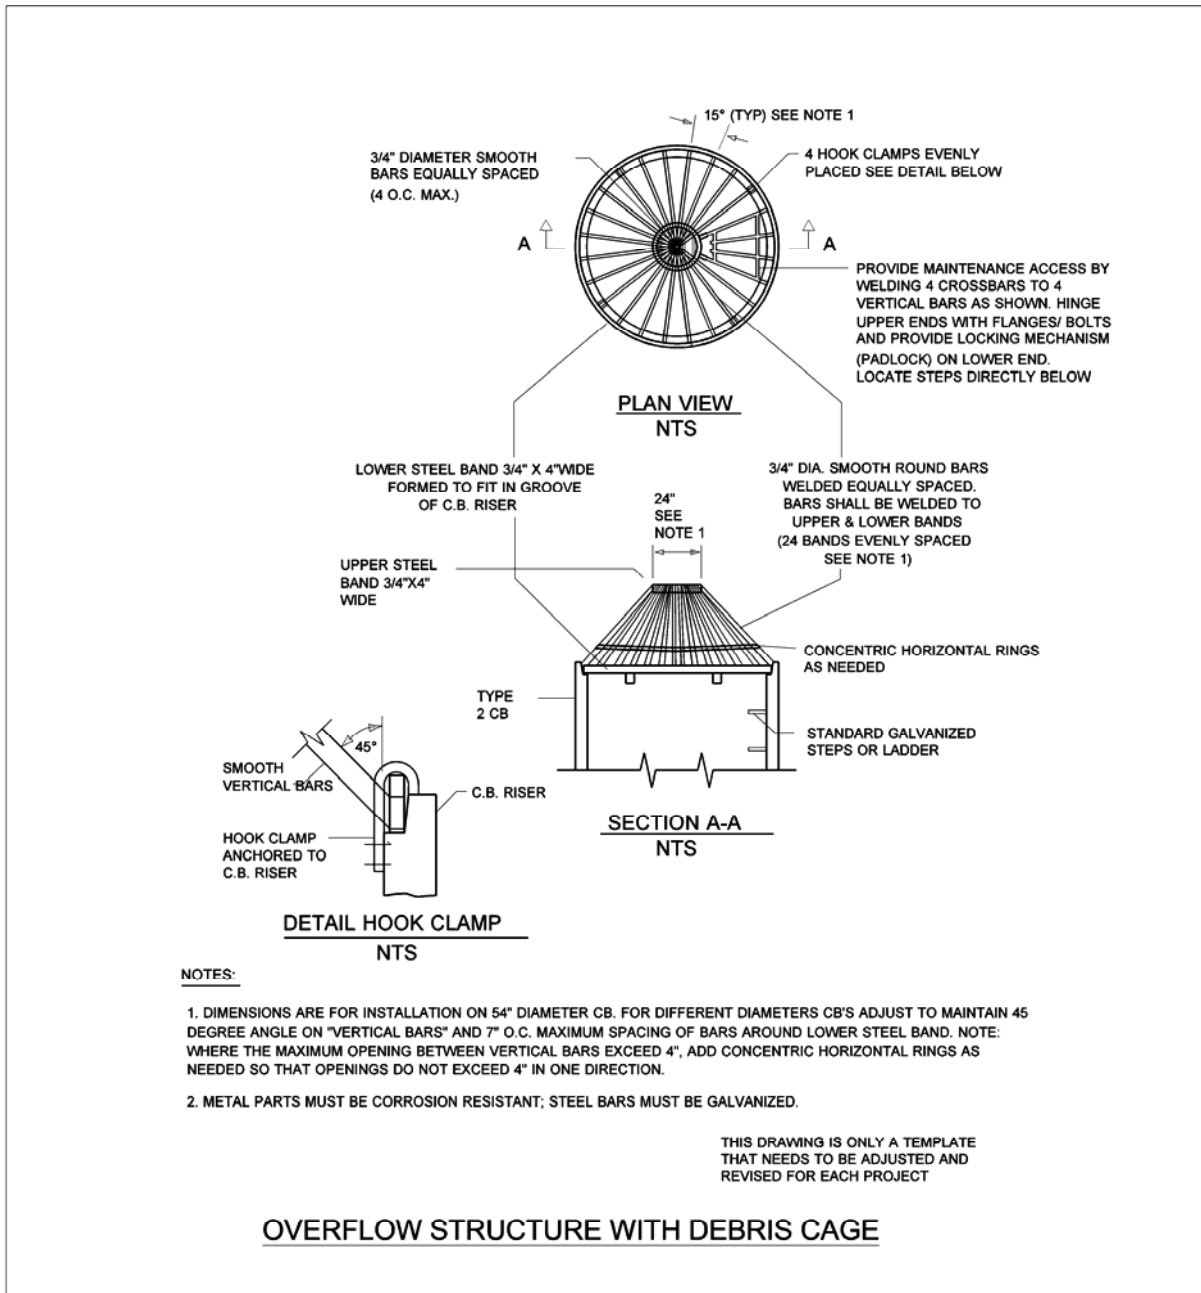 15° (TYP) SEE NOTE 1
3/4" DIAMETER SMOOTH
BARS EQUALLY SPACED
(4 O.C. MAX.)
4 HOOK CLAMPS EVENLY
PLACED SEE DETAIL BELOW
A
A
PROVIDE MAINTENANCE ACCESS BY
WELDING 4 CROSSBARS TO 4
VERTICAL BARS AS SHOWN. HINGE
UPPER ENDS WITH FLANGES/ BOLTS
AND PROVIDE LOCKING MECHANISM
(PADLOCK) ON LOWER END.
LOCATE STEPS DIRECTLY BELOW
PLAN VIEW
NTS
LOWER STEEL BAND 3/4" X 4"WIDE
FORMED TO FIT IN GROOVE
OF C.B. RISER
24"
SEE
NOTE 1
3/4" DIA. SMOOTH ROUND BARS
WELDED EQUALLY SPACED.
BARS SHALL BE WELDED TO
UPPER & LOWER BANDS
(24 BANDS EVENLY SPACED
SEE NOTE 1)
UPPER STEEL
BAND 3/4"X4"
WIDE
CONCENTRIC HORIZONTAL RINGS
AS NEEDED
TYPE
2 CB
STANDARD GALVANIZED
STEPS OR LADDER
45°
SMOOTH
VERTICAL BARS
C.B. RISER
HOOK CLAMP
ANCHORED TO
C.B. RISER
SECTION A-A
NTS
DETAIL HOOK CLAMP
NTS
NOTES:
1. DIMENSIONS ARE FOR INSTALLATION ON 54" DIAMETER CB. FOR DIFFERENT DIAMETERS CB'S ADJUST TO MAINTAIN 45
DEGREE ANGLE ON "VERTICAL BARS" AND 7" O.C. MAXIMUM SPACING OF BARS AROUND LOWER STEEL BAND. NOTE:
WHERE THE MAXIMUM OPENING BETWEEN VERTICAL BARS EXCEED 4", ADD CONCENTRIC HORIZONTAL RINGS AS
NEEDED SO THAT OPENINGS DO NOT EXCEED 4" IN ONE DIRECTION.
2. METAL PARTS MUST BE CORROSION RESISTANT; STEEL BARS MUST BE GALVANIZED.
THIS DRAWING IS ONLY A TEMPLATE
THAT NEEDS TO BE ADJUSTED AND
REVISED FOR EACH PROJECT
OVERFLOW STRUCTURE WITH DEBRIS CAGE